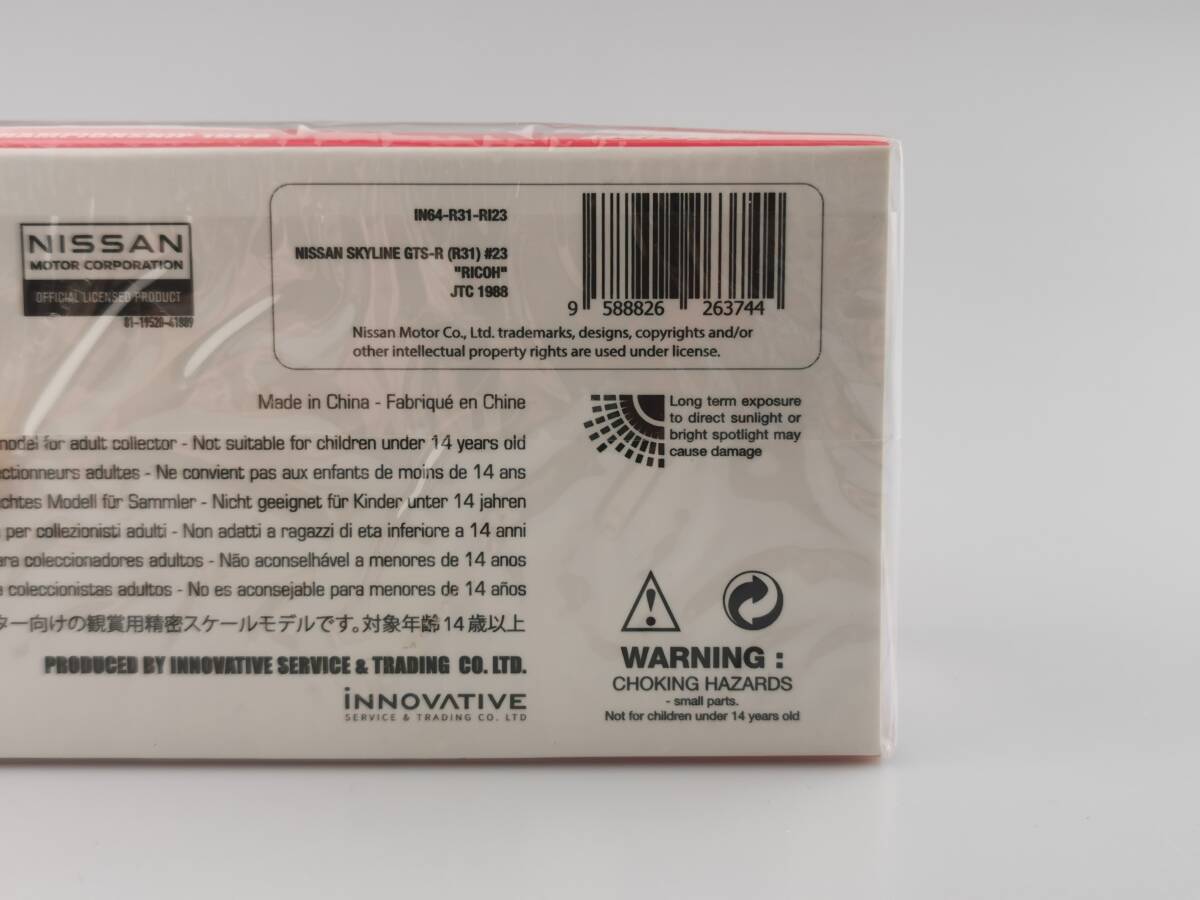 CHAMPIONSHIP 1988
NISSAN
MOTOR CORPORATION
OFFICIAL LICENSED PRODUCT
81-19520-41889
IN64-R31-RI23
NISSAN SKYLINE GTS-R (R31) #23
"RICOH"
JTC 1988
9 588826 263744
Nissan Motor Co., Ltd. trademarks, designs, copyrights and/or
other intellectual property rights are used under license.
Made in China - Fabriqué en Chine
model for adult collector - Not suitable for children under 14 years old
adultes - Ne convient pas aux enfants de moins de 14 ans
Modell für Sammler - Nicht geeignet für Kinder unter 14 jahren
per collezionisti adulti - Non adatti a ragazzi di eta inferiore a 14 anni
coleccionadores adultos - Não aconselhável a menores de 14 anos
coleccionistas adultos - No es aconsejable para menores de 14 años
ター向けの観賞用精密スケールモデルです。対象年齢14歳以上
PRODUCED BY INNOVATIVE SERVICE & TRADING CO. LTD.
INNOVATIVE
SERVICE & TRADING CO. LTD
Long term exposure
to direct sunlight or
bright spotlight may
cause damage
WARNING :
CHOKING HAZARDS
- small parts.
Not for children under 14 years old